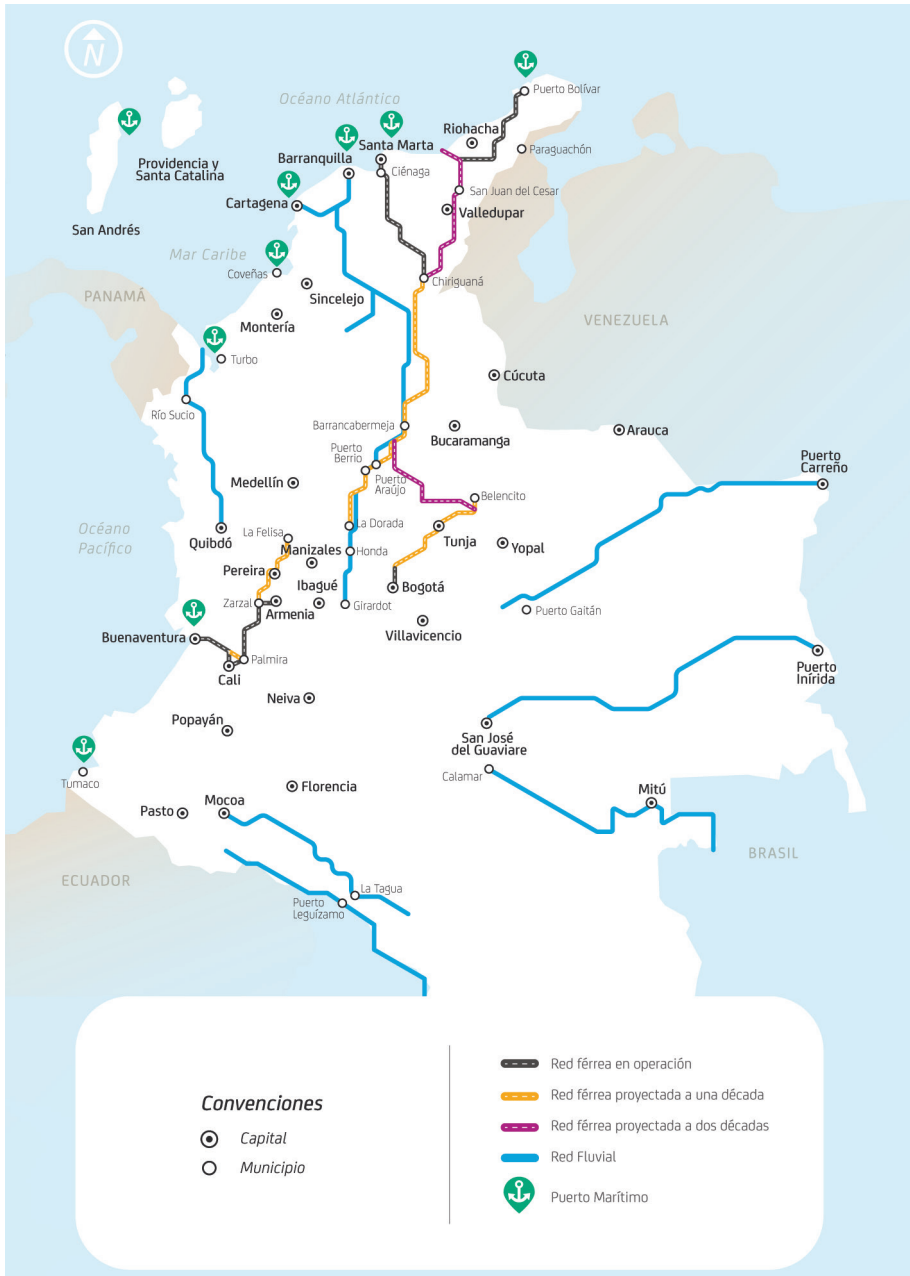 N
Océano Atlántico
Puerto Bolívar
Riohacha
Paraguachón
Santa Marta
Barranquilla
Ciénaga
Providencia y
Santa Catalina
San Juan del Cesar
Cartagena
Valledupar
San Andrés
Mar Caribe
Coveñas
Chiriguaná
Sincelejo
PANAMÁ
Montería
VENEZUELA
Turbo
Cúcuta
Río Sucio
Barrancabermeja
Bucaramanga
Arauca
Puerto
Berrio
Puerto
Carreño
Medellín
Puerto
Araújo
Belencito
Océano
Pacífico
Quibdó
La Felisa
La Dorada
Tunja
Manizales
Honda
Yopal
Pereira
Ibagué
Bogotá
Zarzal
Armenia
Girardot
Puerto Gaitán
Villavicencio
Buenaventura
Palmira
Cali
Puerto
Inírida
Neiva
Popayán
San José
del Guaviare
Tumaco
Calamar
Florencia
Mitú
Pasto
Mocoa
BRASIL
ECUADOR
La Tagua
Puerto
Leguízamo
Convenciones
Capital
Municipio
Red férrea en operación
Red férrea proyectada a una década
Red férrea proyectada a dos décadas
Red Fluvial
Puerto Marítimo